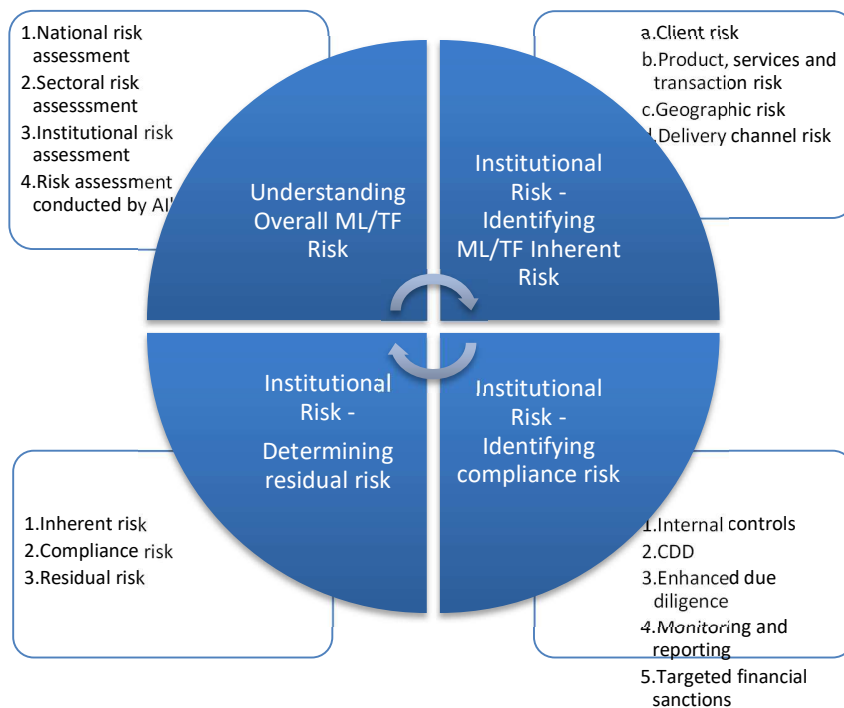 1.National risk
assessment
2.Sectoral risk
assesssment
3.Institutional risk
assessment
4.Risk assessment
conducted by AI'
a.Client risk
b.Product, services and
transaction risk
c.Geographic risk
d.Delivery channel risk
Understanding
Overall ML/TF
Risk
Institutional
Risk -
Identifying
ML/TF Inherent
Risk
Institutional
Risk -
Determining
residual risk
Institutional
Risk -
Identifying
compliance risk
1.Inherent risk
2.Compliance risk
3.Residual risk
1.Internal controls
2.CDD
3.Enhanced due
diligence
4.Monitoring and
reporting
5.Targeted financial
sanctions